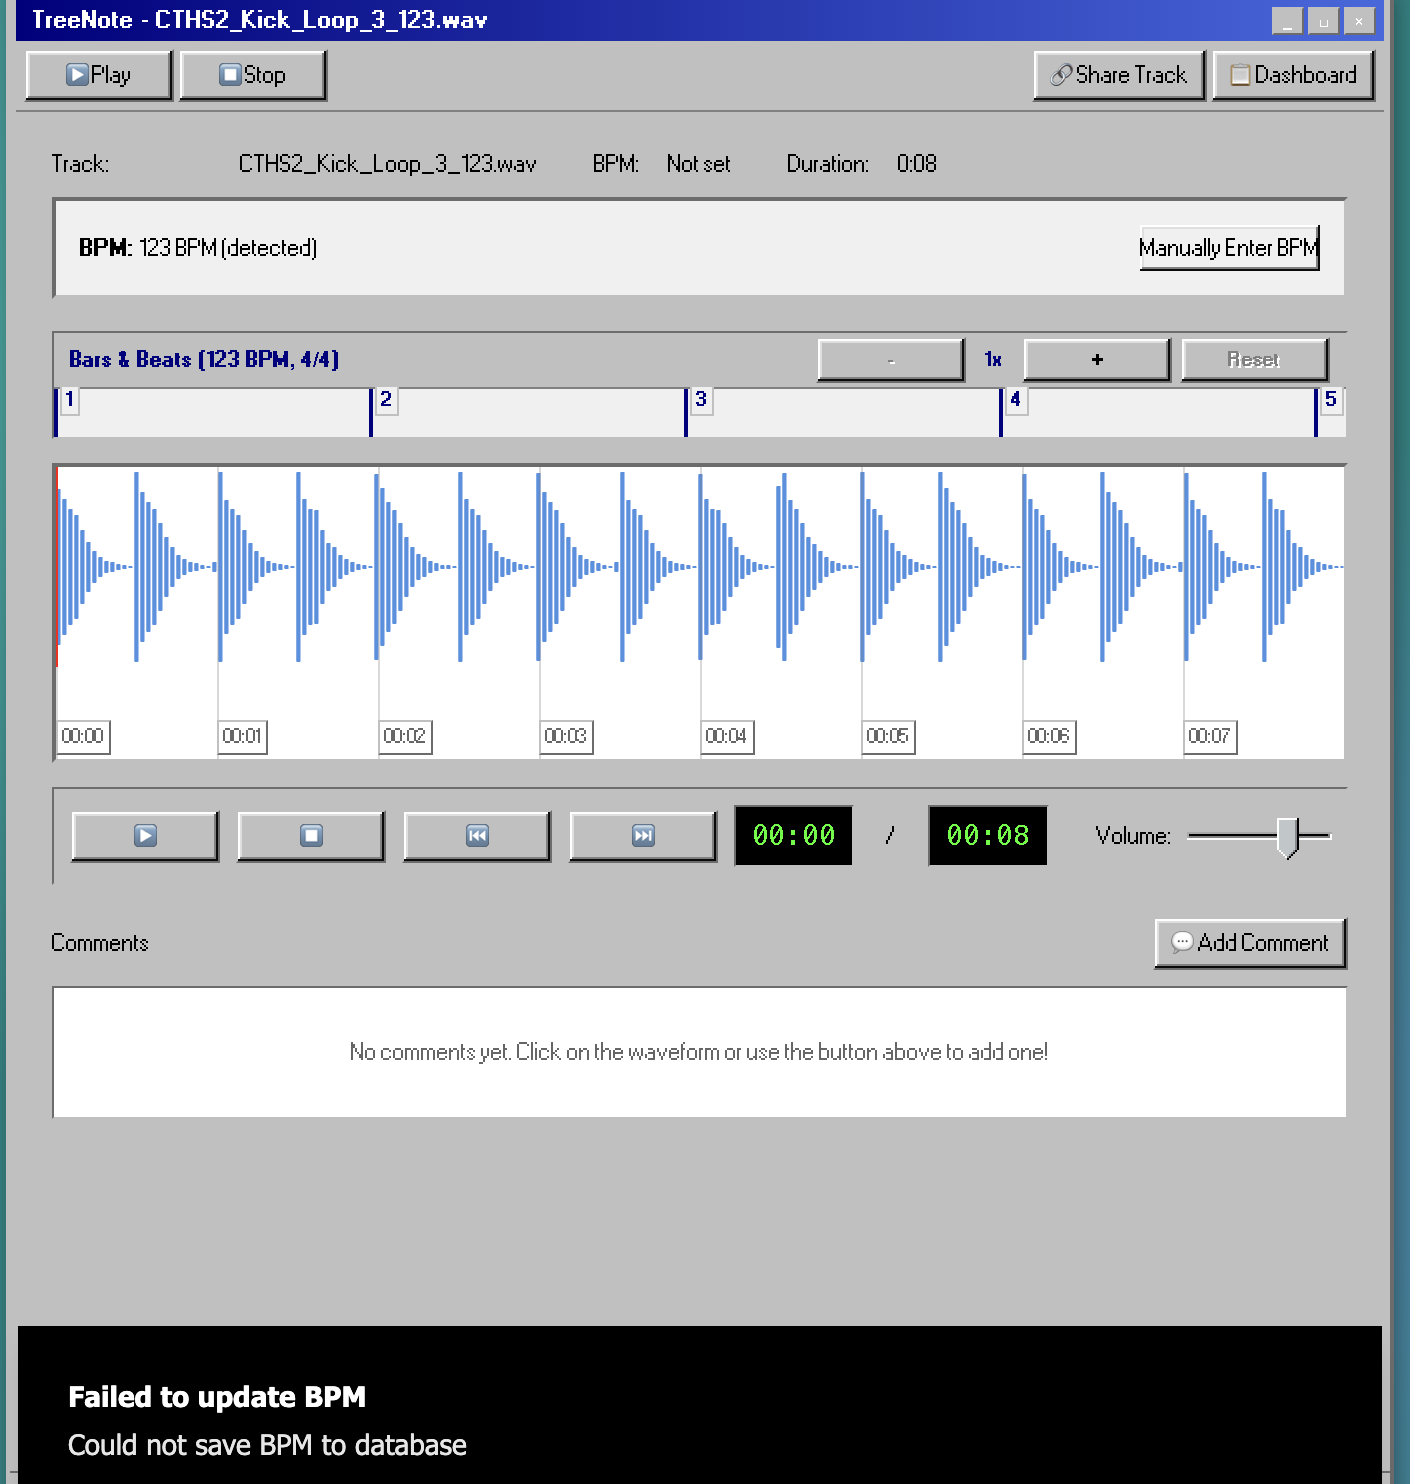 TreeNote - CTHS2_Kick_Loop_3_123.wav
Play Stop Share Track Dashboard
Track: CTHS2_Kick_Loop_3_123.wav BPM: Not set Duration: 0:08
BPM: 123 BPM (detected) Manually Enter BPM
Bars & Beats (123 BPM, 4/4) - 1x + Reset
1 2 3 4 5
00:00 00:01 00:02 00:03 00:04 00:05 00:06 00:07
00:00 / 00:08 Volume:
Comments Add Comment
No comments yet. Click on the waveform or use the button above to add one!
Failed to update BPM
Could not save BPM to database